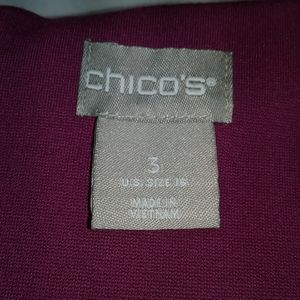 chico's®
3
U.S. SIZE 16
MADE IN
VIETNAM